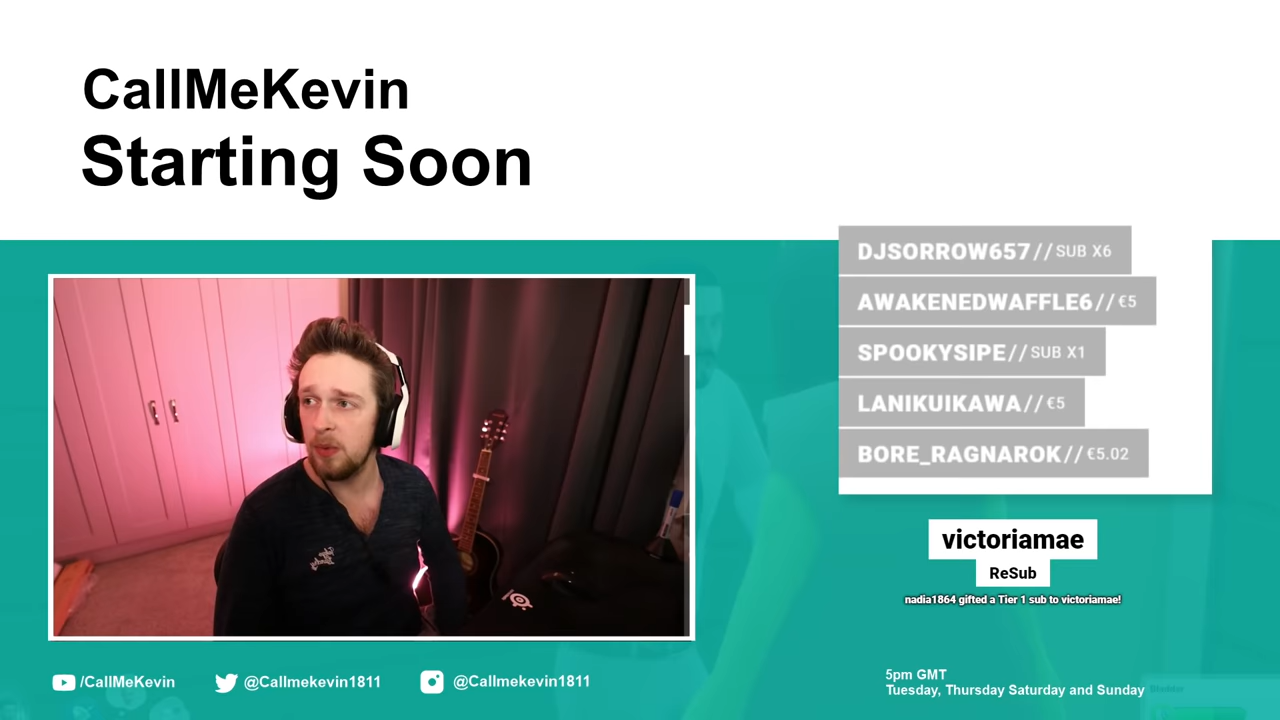 CallMeKevin
Starting Soon
DJSORROW657// SUB X6
AWAKENEDWAFFLE6// €5
SPOOKYSIPE// SUB X1
LANIKUIKAWA// €5
BORE_RAGNAROK// €5.02
victoriamae
ReSub
nadia1864 gifted a Tier 1 sub to victoriamae!
/CallMeKevin
@Callmekevin1811
@Callmekevin1811
5pm GMT
Tuesday, Thursday Saturday and Sunday